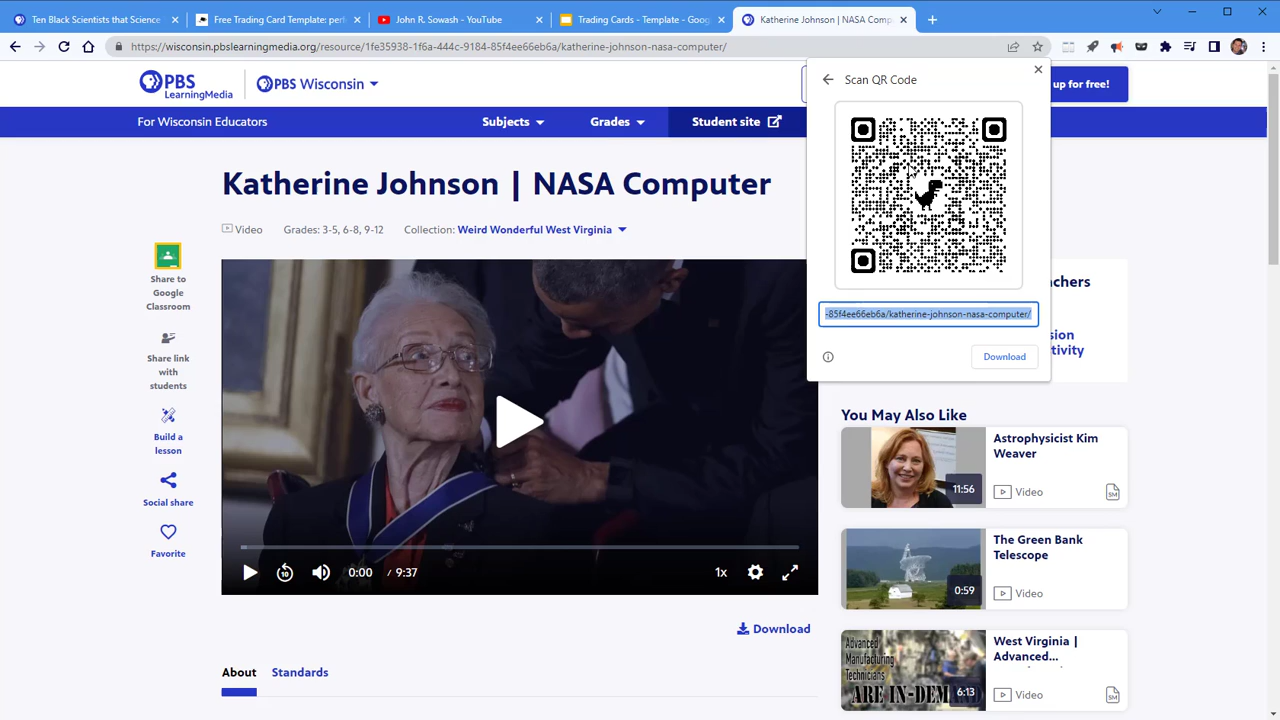 Ten Black Scientists that Science
Free Trading Card Template: perf
John R. Sowash - YouTube
Trading Cards - Template - Goog
Katherine Johnson | NASA Comp
https://wisconsin.pbslearningmedia.org/resource/1fe35938-1f6a-444c-9184-85f4ee66eb6a/katherine-johnson-nasa-computer/
PBS
LearningMedia
PBS Wisconsin
up for free!
For Wisconsin Educators
Subjects
Grades
Student site
Scan QR Code
-85f4ee66eb6a/katherine-johnson-nasa-computer/
Download
Katherine Johnson | NASA Computer
Video
Grades: 3-5, 6-8, 9-12
Collection: Weird Wonderful West Virginia
Share to
Google
Classroom
Share link
with
students
Build a
lesson
Social share
Favorite
10
0:00 / 9:37
1x
Download
About
Standards
achers
sion
tivity
You May Also Like
Astrophysicist Kim
Weaver
11:56
Video
SM
The Green Bank
Telescope
0:59
Video
West Virginia |
Advanced...
Advanced
Manufacturing
Technicians
ARE IN-DEMAND
6:13
Video
SM